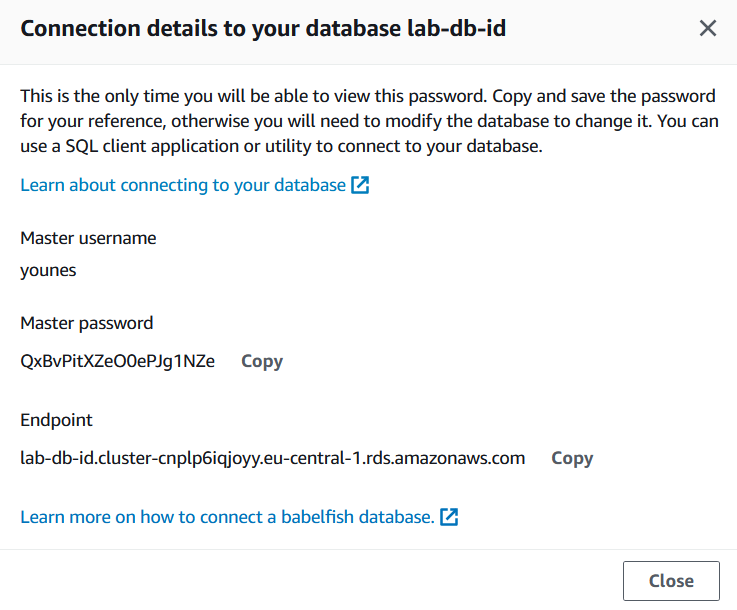 Connection details to your database lab-db-id
This is the only time you will be able to view this password. Copy and save the password
for your reference, otherwise you will need to modify the database to change it. You can
use a SQL client application or utility to connect to your database.
Learn about connecting to your database
Master username
younes
Master password
QxBvPitXZeO0ePJg1NZe Copy
Endpoint
lab-db-id.cluster-cnplp6iqjoyy.eu-central-1.rds.amazonaws.com Copy
Learn more on how to connect a babelfish database.
Close